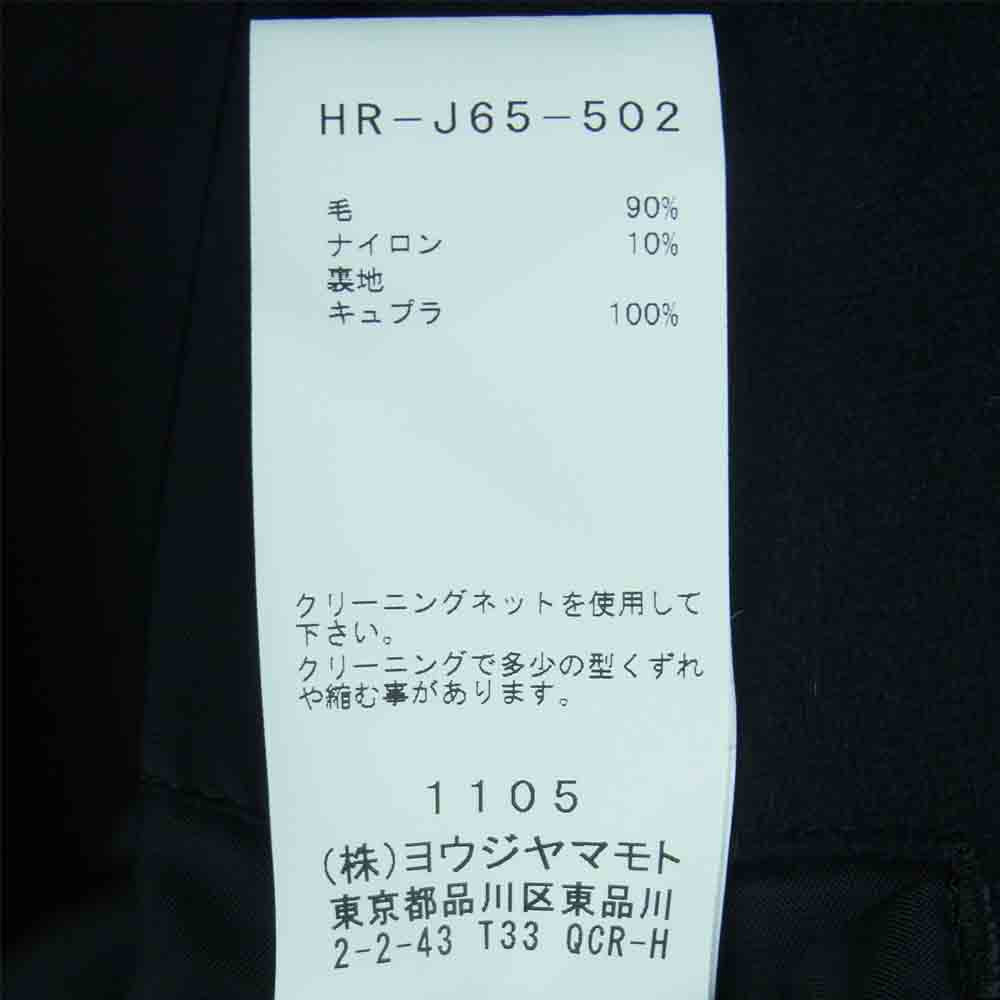 HR-J65-502
毛 90%
ナイロン 10%
裏地
キュプラ 100%
クリーニングネットを使用して
下さい。
クリーニングで多少の型くずれ
や縮む事があります。
1105
(株)ヨウジヤマモト
東京都品川区東品川
2-2-43 T33 QCR-H